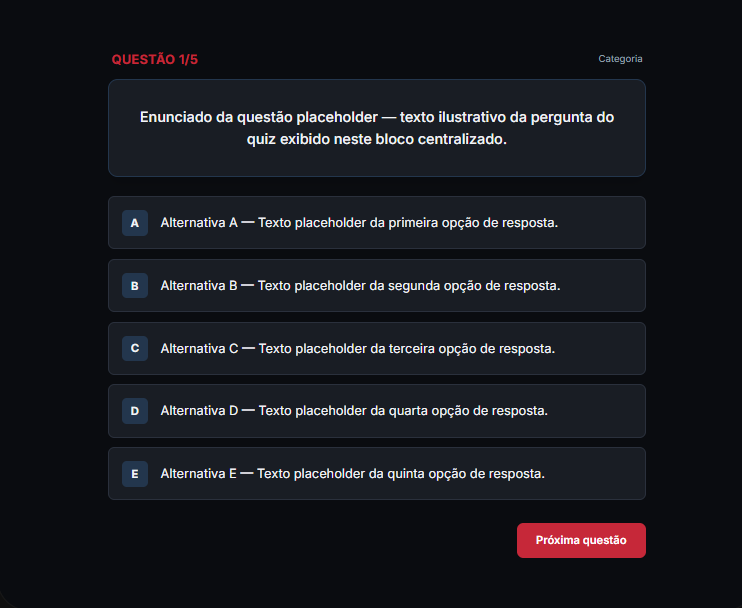 QUESTÃO 1/5
Categoria
Enunciado da questão placeholder — texto ilustrativo da pergunta do
quiz exibido neste bloco centralizado.
A
Alternativa A — Texto placeholder da primeira opção de resposta.
B
Alternativa B — Texto placeholder da segunda opção de resposta.
C
Alternativa C — Texto placeholder da terceira opção de resposta.
D
Alternativa D — Texto placeholder da quarta opção de resposta.
E
Alternativa E — Texto placeholder da quinta opção de resposta.
Próxima questão